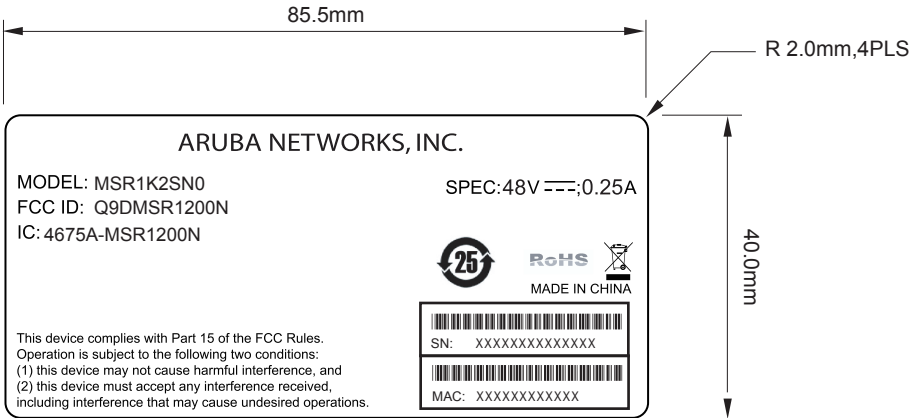 85.5mm
R 2.0mm,4PLS
ARUBA NETWORKS, INC.
MODEL: MSR1K2SN0
SPEC:48V ;0.25A
FCC ID: Q9DMSR1200N
IC: 4675A-MSR1200N
25
RoHS
MADE IN CHINA
40.0mm
This device complies with Part 15 of the FCC Rules.
Operation is subject to the following two conditions:
(1) this device may not cause harmful interference, and
(2) this device must accept any interference received,
including interference that may cause undesired operations.
SN: XXXXXXXXXXXXXX
MAC: XXXXXXXXXXXX